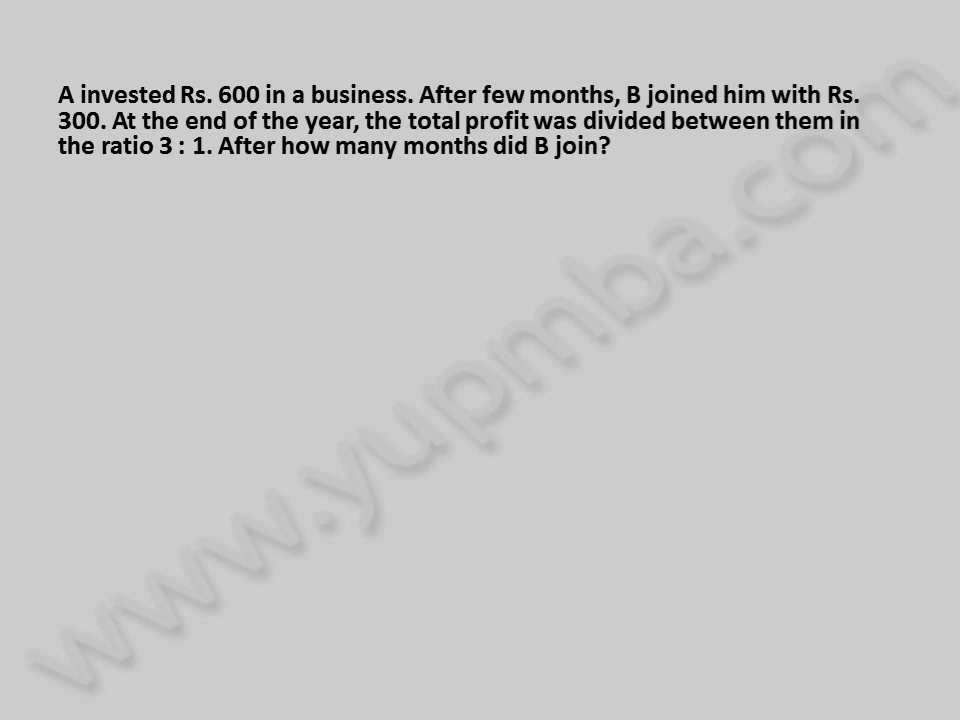 A invested Rs. 600 in a business. After few months, B joined him with Rs.
300. At the end of the year, the total profit was divided between them in
the ratio 3 : 1. After how many months did B join?
www.yupmba.com